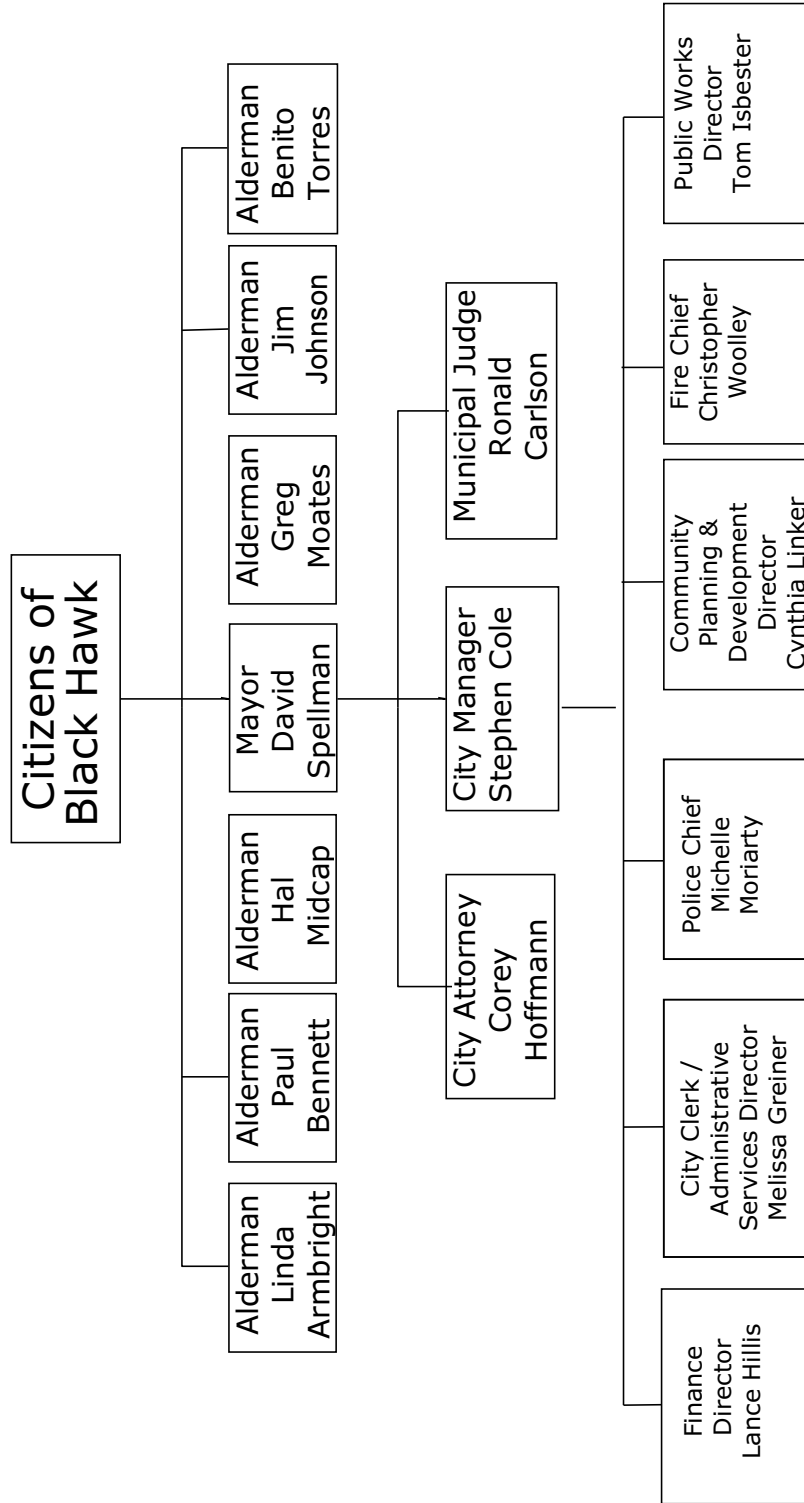 Citizens of
Black Hawk
Alderman
Linda
Armbright
Alderman
Paul
Bennett
Alderman
Hal
Midcap
Mayor
David
Spellman
Alderman
Greg
Moates
Alderman
Jim
Johnson
Alderman
Benito
Torres
City Attorney
Corey
Hoffmann
City Manager
Stephen Cole
Municipal Judge
Ronald
Carlson
Finance
Director
Lance Hillis
City Clerk /
Administrative
Services Director
Melissa Greiner
Police Chief
Michelle
Moriarty
Community
Planning &
Development
Director
Cynthia Linker
Fire Chief
Christopher
Woolley
Public Works
Director
Tom Isbester